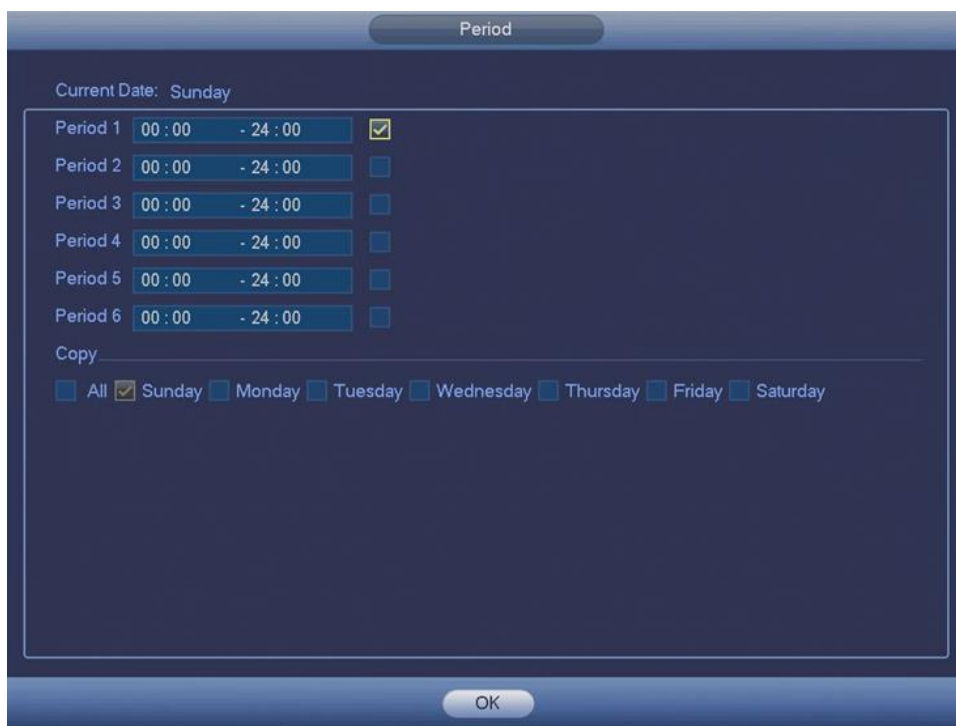 Period
Current Date: Sunday
Period 1 00 : 00 - 24 : 00
Period 2 00 : 00 - 24 : 00
Period 3 00 : 00 - 24 : 00
Period 4 00 : 00 - 24 : 00
Period 5 00 : 00 - 24 : 00
Period 6 00 : 00 - 24 : 00
Copy
All Sunday Monday Tuesday Wednesday Thursday Friday Saturday
OK